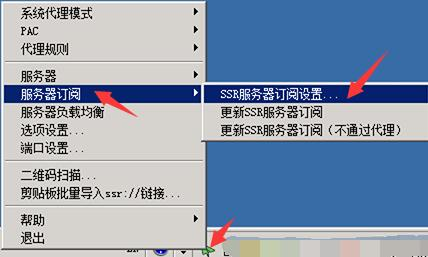 系统代理模式
PAC
代理规则
服务器
服务器订阅
SSR服务器订阅设置...
更新SSR服务器订阅
更新SSR服务器订阅（不通过代理）
服务器负载均衡
选项设置...
端口设置...
二维码扫描...
剪贴板批量导入ssr://链接...
帮助
退出